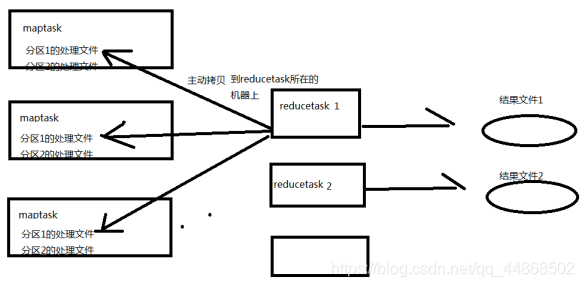 maptask
分区1的处理文件
分区2的处理文件
主动拷贝 到reducetask所在的
机器上
maptask
分区1的处理文件
分区2的处理文件
reducetask 1
结果文件1
maptask
分区1的处理文件
分区2的处理文件
reducetask 2
结果文件2
https://blog.csdn.net/qq_44868502